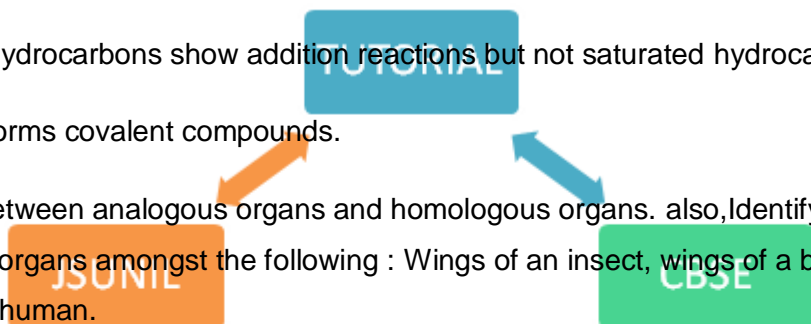 ydrocarbons show addition reactions but not saturated hydroca
TUTORIAL
orms covalent compounds.
etween analogous organs and homologous organs. also,Identify
organs amongst the following : Wings of an insect, wings of a b
JSUNIL
CBSE
human.